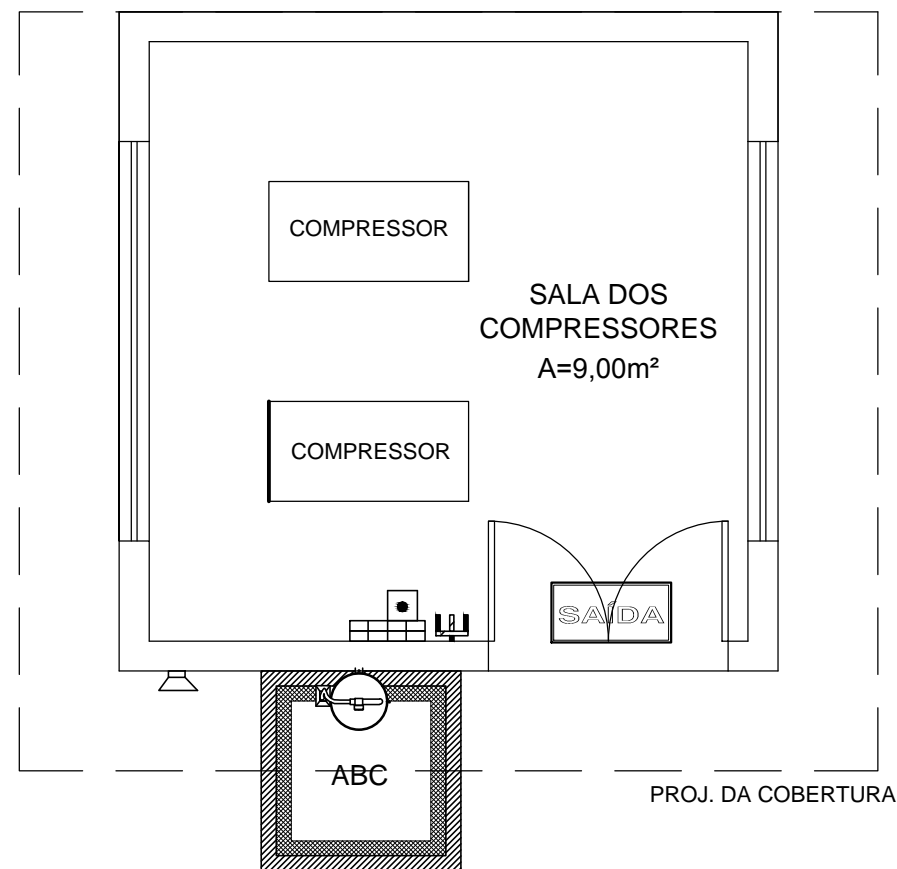 COMPRESSOR
SALA DOS
COMPRESSORES
A=9,00m²
COMPRESSOR
SAÍDA
ABC
PROJ. DA COBERTURA